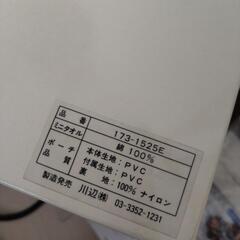 品番 173-1525E
ミニタオル 綿 100%
ポーチ品質 本体生地:PVC
付属生地:PVC
裏地:100% ナイロン
製造発売 川辺㈱ 03-3352-1231